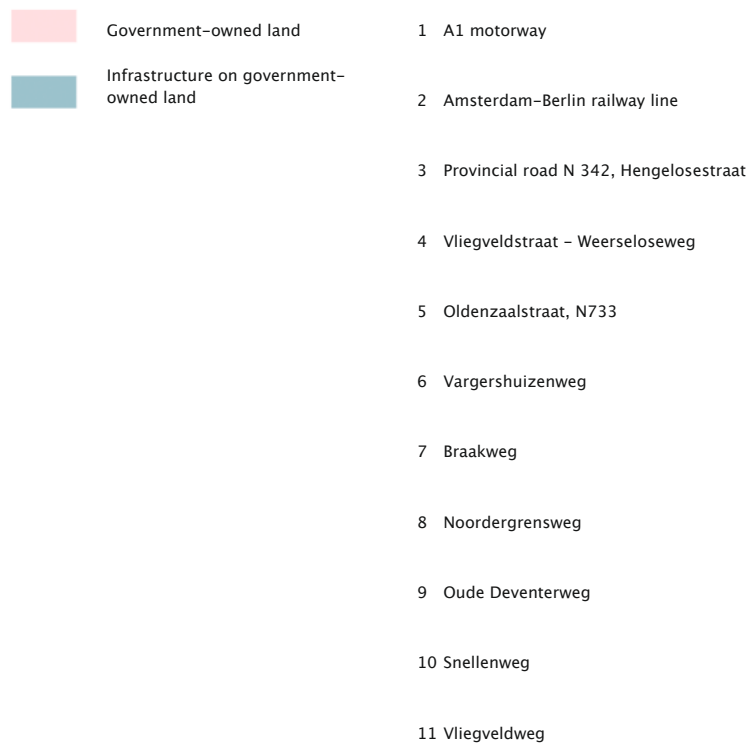 Government-owned land
Infrastructure on government-
owned land
1 A1 motorway
2 Amsterdam-Berlin railway line
3 Provincial road N 342, Hengelosestraat
4 Vliegveldstraat - Weerseloseweg
5 Oldenzaalstraat, N733
6 Vargershuizenweg
7 Braakweg
8 Noordergrensweg
9 Oude Deventerweg
10 Snellenweg
11 Vliegveldweg